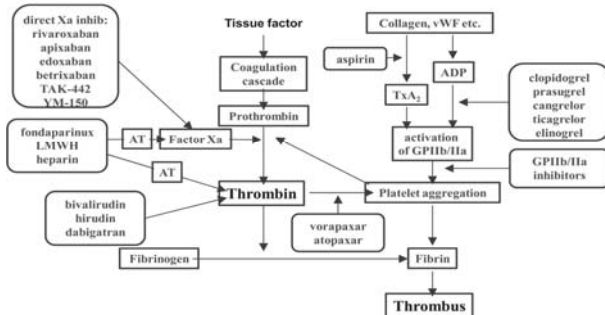 direct Xa inhib:
rivaroxaban
apixaban
edoxaban
betrixaban
TAK-442
YM-150
Tissue factor
Coagulation
cascade
Prothrombin
Collagen, vWF etc.
aspirin
ADP
TxA₂
clopidogrel
prasugrel
cangrelor
ticagrelor
elinogrel
fondaparinux
LMWH
heparin
AT
Factor Xa
AT
activation
of GPIIb/IIa
GPIIb/IIa
inhibitors
bivalirudin
hirudin
dabigatran
Thrombin
Platelet aggregation
vorapaxar
atopaxar
Fibrinogen
Fibrin
Thrombus